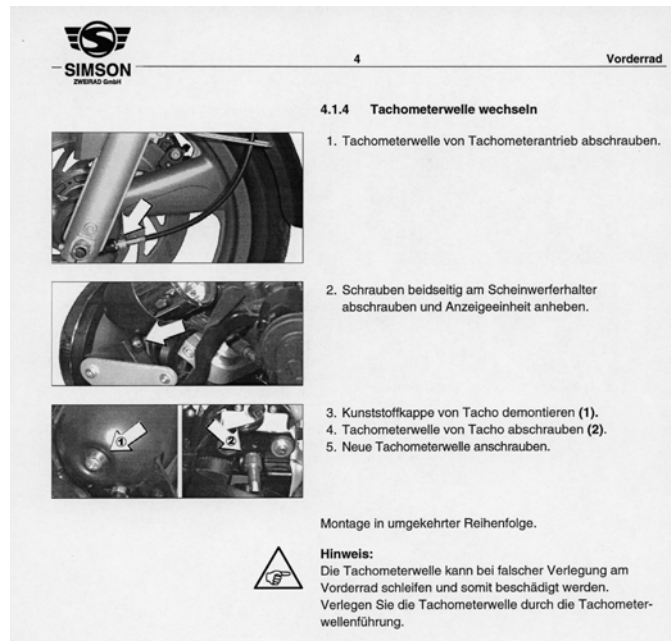 SIMSON
ZWEIRAD GmbH
4
Vorderrad
4.1.4 Tachometerwelle wechseln
1. Tachometerwelle von Tachometerantrieb abschrauben.
2. Schrauben beidseitig am Scheinwerferhalter
abschrauben und Anzeigeeinheit anheben.
1
2
3. Kunststoffkappe von Tacho demontieren (1).
4. Tachometerwelle von Tacho abschrauben (2).
5. Neue Tachometerwelle anschrauben.
Montage in umgekehrter Reihenfolge.
Hinweis:
Die Tachometerwelle kann bei falscher Verlegung am
Vorderrad schleifen und somit beschädigt werden.
Verlegen Sie die Tachometerwelle durch die Tachometer-
wellenführung.